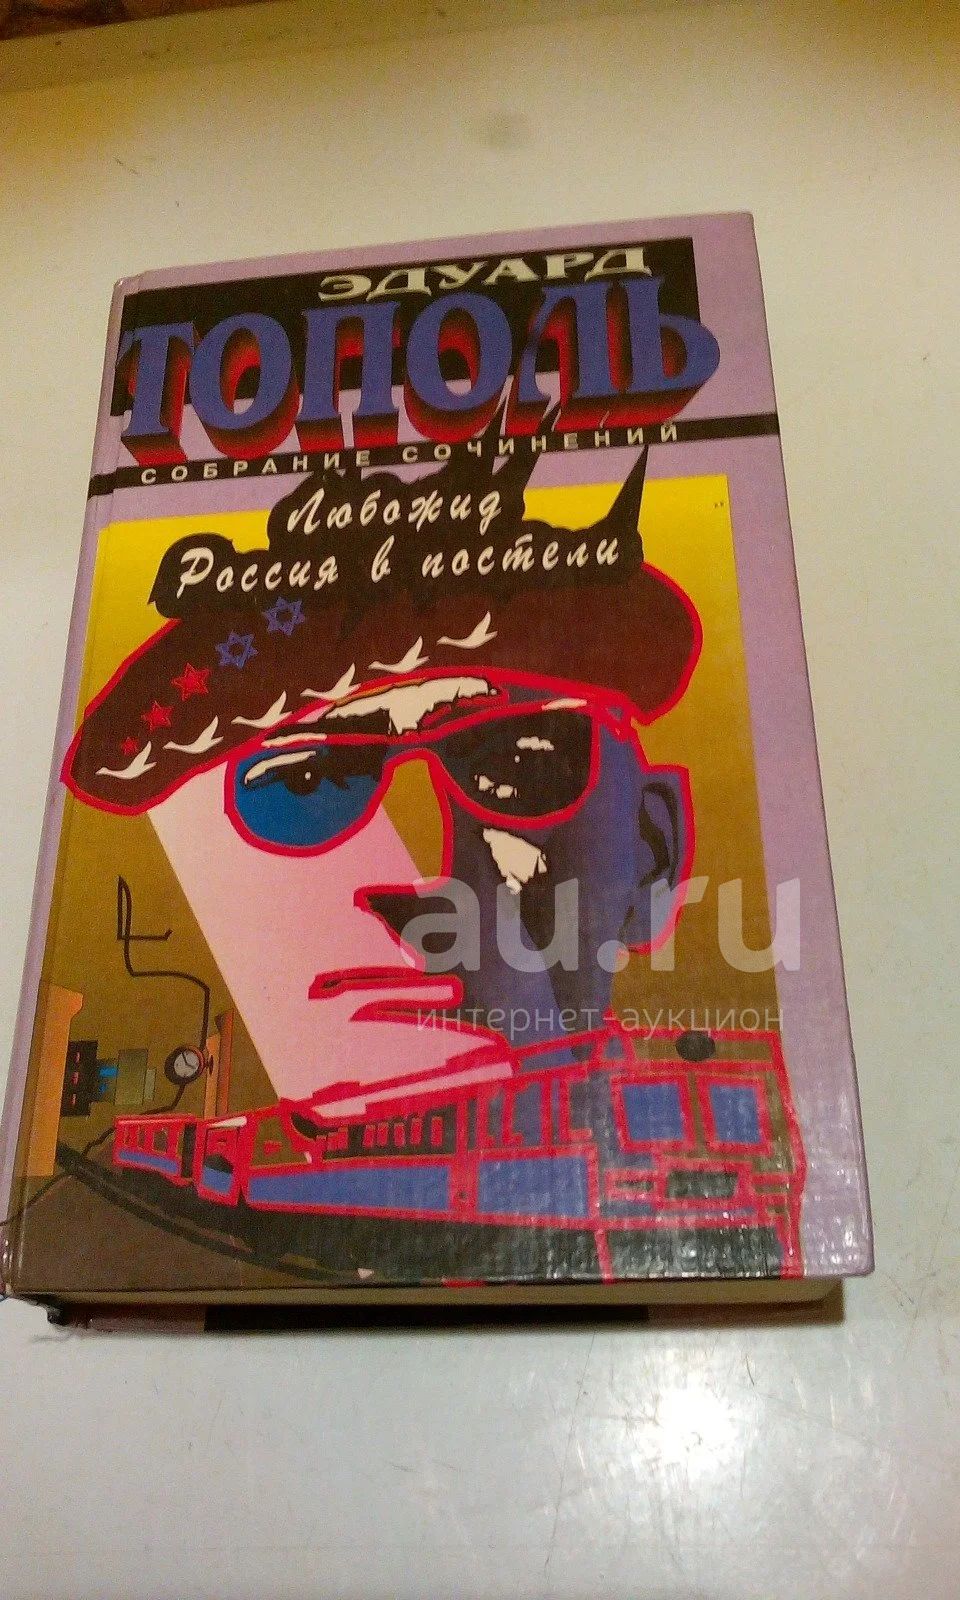 ЭДУАРД
ТОПОЛЬ
СОБРАНИЕ СОЧИНЕНИЙ
Любожид
Россия в постели
au.ru
интернет-аукцион